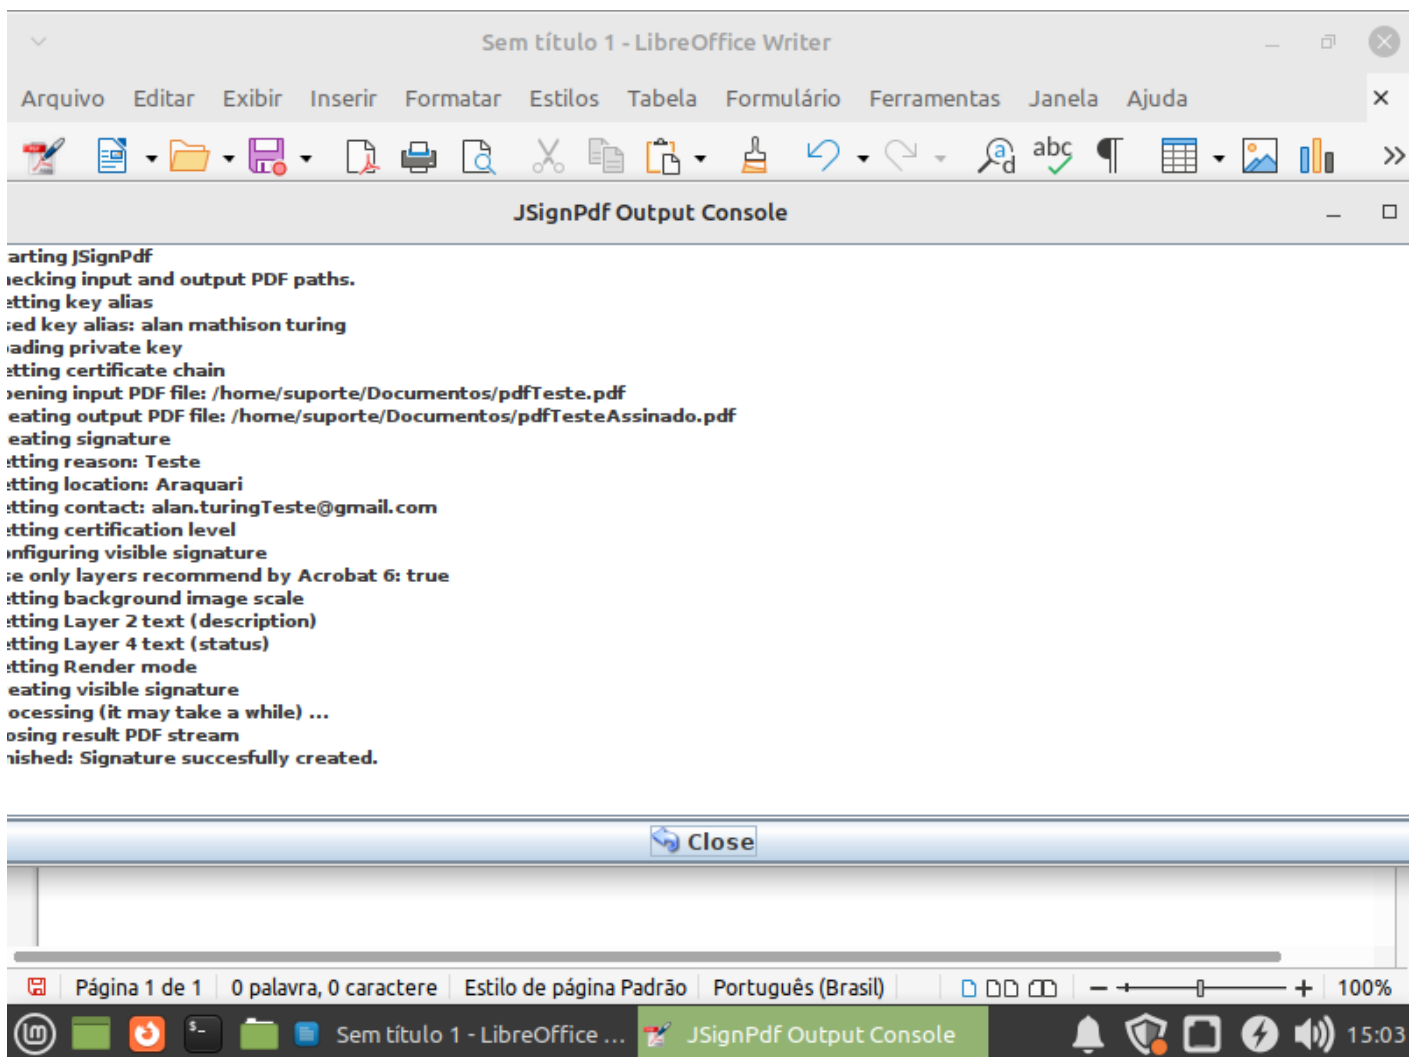 Sem título 1 - LibreOffice Writer
Arquivo Editar Exibir Inserir Formatar Estilos Tabela Formulário Ferramentas Janela Ajuda
JSignPdf Output Console
arting JSignPdf
necking input and output PDF paths.
etting key alias
sed key alias: alan mathison turing
ading private key
etting certificate chain
pening input PDF file: /home/suporte/Documentos/pdfTeste.pdf
eating output PDF file: /home/suporte/Documentos/pdfTesteAssinado.pdf
eating signature
etting reason: Teste
etting location: Araquari
etting contact: alan.turingTeste@gmail.com
etting certification level
onfiguring visible signature
se only layers recommend by Acrobat 6: true
etting background image scale
etting Layer 2 text (description)
etting Layer 4 text (status)
etting Render mode
eating visible signature
ocessing (it may take a while) ...
osing result PDF stream
nished: Signature succesfully created.
Close
Página 1 de 1 0 palavra, 0 caractere Estilo de página Padrão Português (Brasil) 100%
Sem título 1 - LibreOffice ... JSignPdf Output Console 15:03